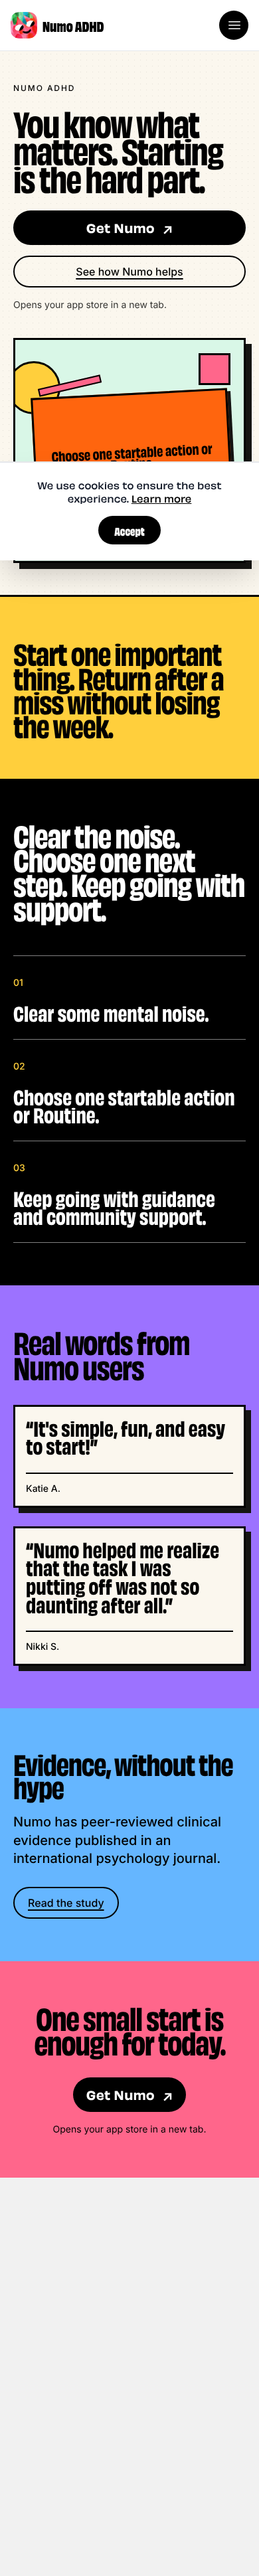 Numo ADHD
NUMO ADHD
You know what
matters. Starting
is the hard part.
Get Numo ↗
See how Numo helps
Opens your app store in a new tab.
Choose one startable action or
We use cookies to ensure the best
experience. Learn more
Accept
Start one important
thing. Return after a
miss without losing
the week.
Clear the noise.
Choose one next
step. Keep going with
support.
01
Clear some mental noise.
02
Choose one startable action
or Routine.
03
Keep going with guidance
and community support.
Real words from
Numo users
“It's simple, fun, and easy
to start!”
Katie A.
“Numo helped me realize
that the task I was
putting off was not so
daunting after all.”
Nikki S.
Evidence, without the
hype
Numo has peer-reviewed clinical
evidence published in an
international psychology journal.
Read the study
One small start is
enough for today.
Get Numo ↗
Opens your app store in a new tab.